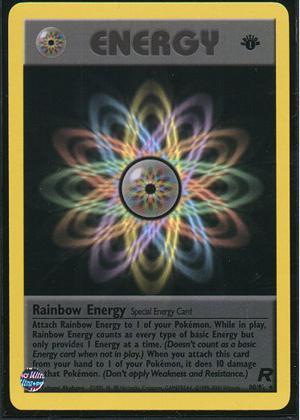 ENERGY
1
Rainbow Energy Special Energy Card
Attach Rainbow Energy to 1 of your Pokémon. While in play,
Rainbow Energy counts as every type of basic Energy but
only provides 1 Energy at a time. (Doesn't count as a basic
Energy card when not in play.) When you attach this card
from your hand to 1 of your Pokémon, it does 10 damage
to that Pokémon. (Don't apply Weakness and Resistance.)
R